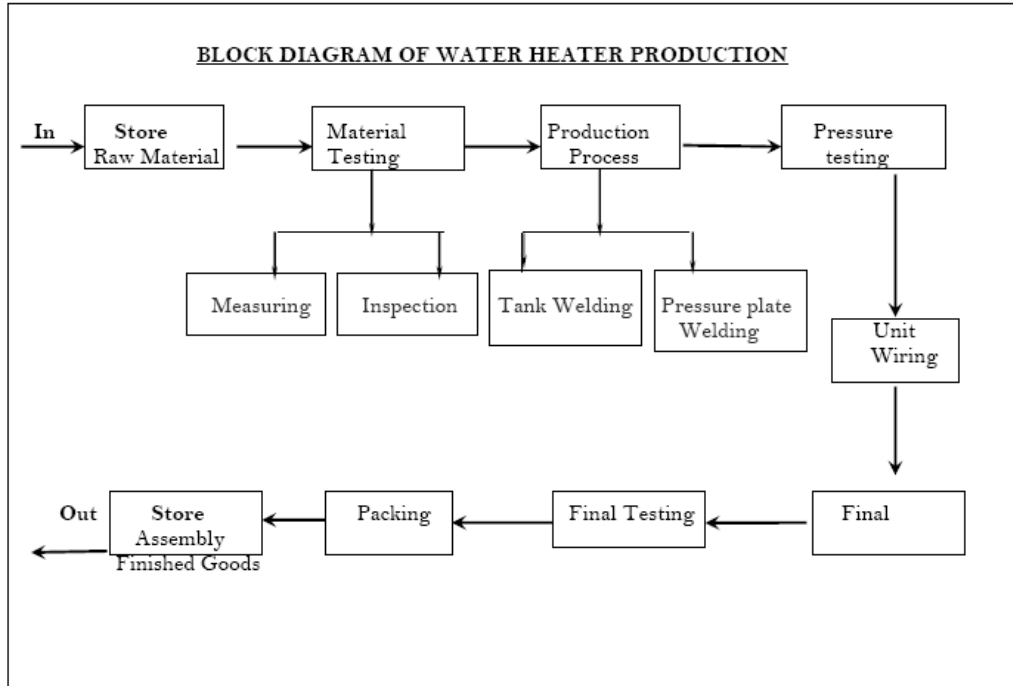 BLOCK DIAGRAM OF WATER HEATER PRODUCTION
In
Store
Raw Material
Material
Testing
Production
Process
Pressure
testing
Measuring
Inspection
Tank Welding
Pressure plate
Welding
Unit
Wiring
Out
Store
Assembly
Finished Goods
Packing
Final Testing
Final